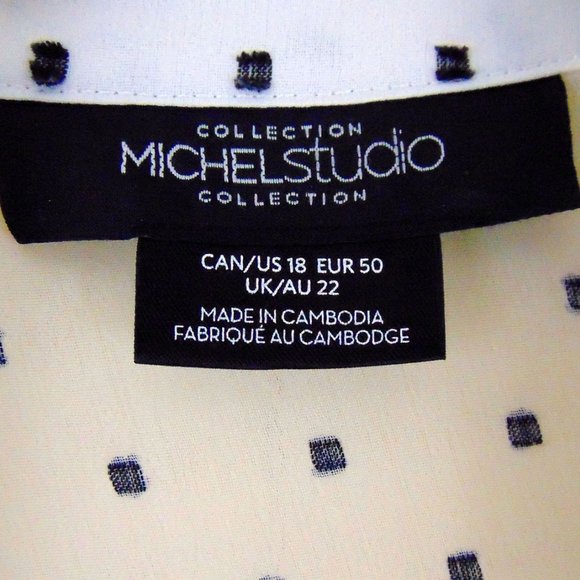 COLLECTION
MICHELstudio
COLLECTION
CAN/US 18 EUR 50
UK/AU 22
MADE IN CAMBODIA
FABRIQUÉ AU CAMBODGE